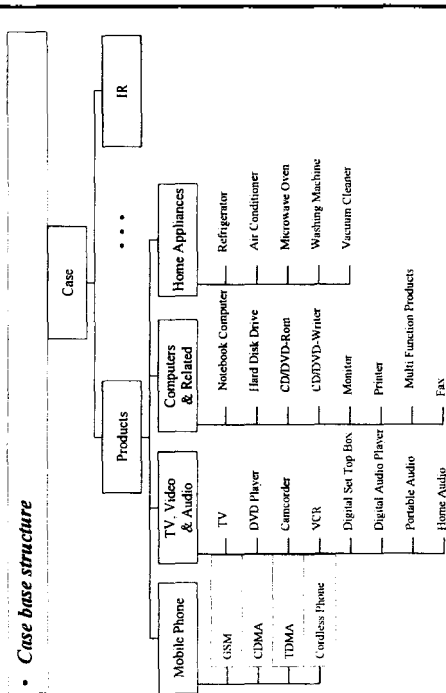 • Case base structure
Case
Products
• • •
IR
Mobile Phone
TV, Video
& Audio
Computers
& Related
Home Appliances
GSM
CDMA
TDMA
Cordless Phone
TV
DVD Player
Camcorder
VCR
Digital Set Top Box
Digital Audio Player
Portable Audio
Home Audio
Notebook Computer
Hard Disk Drive
CD/DVD-Rom
CD/DVD-Writer
Monitor
Printer
Multi Function Products
Fax
Refrigerator
Air Conditioner
Microwave Oven
Washing Machine
Vacuum Cleaner